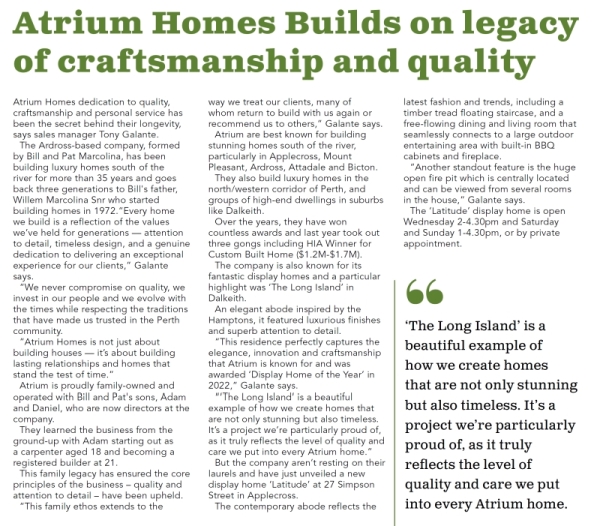 Atrium Homes Builds on legacy
of craftsmanship and quality
Atrium Homes dedication to quality,
craftsmanship and personal service has
been the secret behind their longevity,
says sales manager Tony Galante.
The Ardross-based company, formed
by Bill and Pat Marcolina, has been
building luxury homes south of the
river for more than 35 years and goes
back three generations to Bill's father,
Willem Marcolina Snr who started
building homes in 1972."Every home
we build is a reflection of the values
we've held for generations — attention
to detail, timeless design, and a genuine
dedication to delivering an exceptional
experience for our clients," Galante
says.
"We never compromise on quality, we
invest in our people and we evolve with
the times while respecting the traditions
that have made us trusted in the Perth
community.
"Atrium Homes is not just about
building houses — it's about building
lasting relationships and homes that
stand the test of time."
Atrium is proudly family-owned and
operated with Bill and Pat's sons, Adam
and Daniel, who are now directors at the
company.
They learned the business from the
ground-up with Adam starting out as
a carpenter aged 18 and becoming a
registered builder at 21.
This family legacy has ensured the core
principles of the business – quality and
attention to detail – have been upheld.
"This family ethos extends to the
way we treat our clients, many of
whom return to build with us again or
recommend us to others," Galante says.
Atrium are best known for building
stunning homes south of the river,
particularly in Applecross, Mount
Pleasant, Ardross, Attadale and Bicton.
They also build luxury homes in the
north/western corridor of Perth, and
groups of high-end dwellings in suburbs
like Dalkeith.
Over the years, they have won
countless awards and last year took out
three gongs including HIA Winner for
Custom Built Home ($1.2M-$1.7M).
The company is also known for its
fantastic display homes and a particular
highlight was 'The Long Island' in
Dalkeith.
An elegant abode inspired by the
Hamptons, it featured luxurious finishes
and superb attention to detail.
"This residence perfectly captures the
elegance, innovation and craftsmanship
that Atrium is known for and was
awarded 'Display Home of the Year' in
2022," Galante says.
"'The Long Island' is a beautiful
example of how we create homes that
are not only stunning but also timeless.
It's a project we're particularly proud of,
as it truly reflects the level of quality and
care we put into every Atrium home."
But the company aren't resting on their
laurels and have just unveiled a new
display home 'Latitude' at 27 Simpson
Street in Applecross.
The contemporary abode reflects the
latest fashion and trends, including a
timber tread floating staircase, and a
free-flowing dining and living room that
seamlessly connects to a large outdoor
entertaining area with built-in BBQ
cabinets and fireplace.
"Another standout feature is the huge
open fire pit which is centrally located
and can be viewed from several rooms
in the house," Galante says.
The 'Latitude' display home is open
Wednesday 2-4.30pm and Saturday
and Sunday 1-4.30pm, or by private
appointment.
“
'The Long Island' is a
beautiful example of
how we create homes
that are not only stunning
but also timeless. It's a
project we're particularly
proud of, as it truly
reflects the level of
quality and care we put
into every Atrium home.